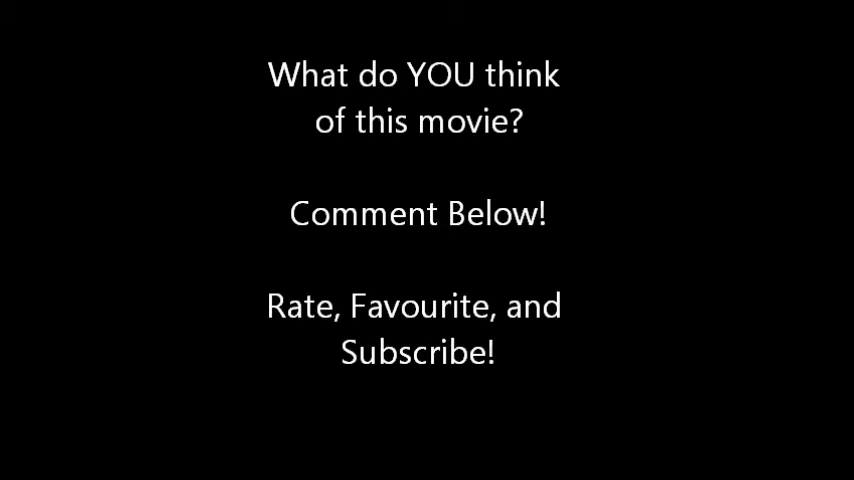 What do YOU think
of this movie?
Comment Below!
Rate, Favourite, and
Subscribe!